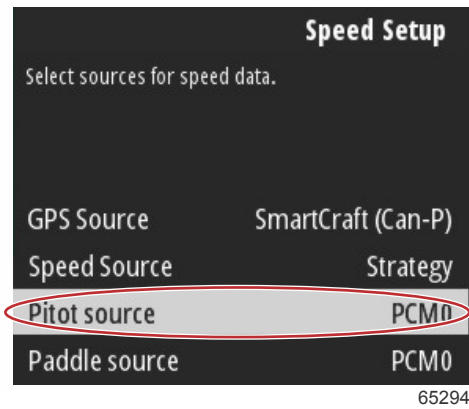 Speed Setup
Select sources for speed data.
GPS Source SmartCraft (Can-P)
Speed Source Strategy
Pitot source PCM0
Paddle source PCM0
65294